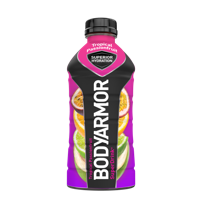 Tropical
Passionfruit
SUPERIOR
HYDRATION
BODYARMOR